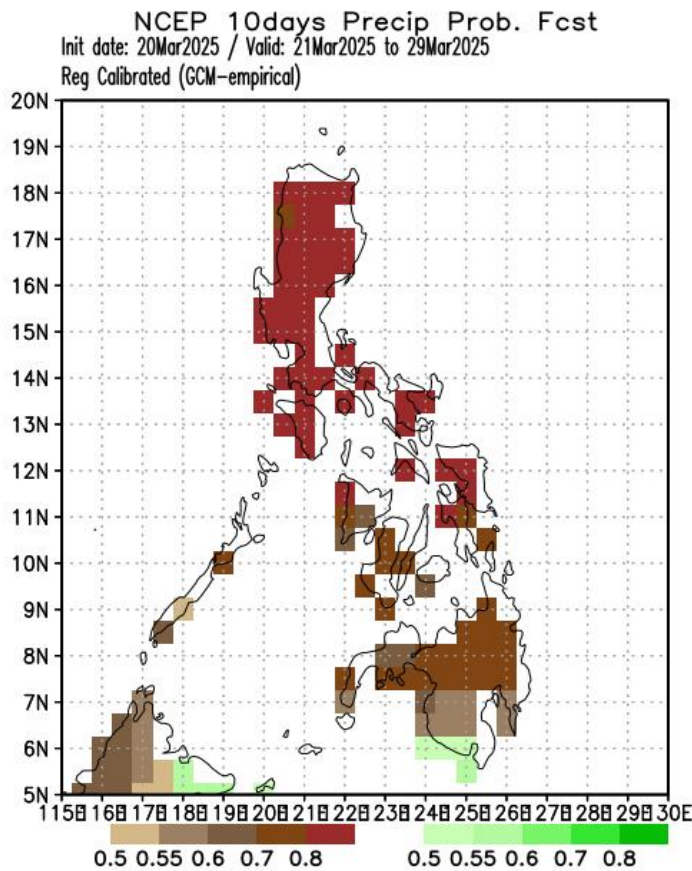 NCEP 10days Precip Prob. Fcst
Init date: 20Mar2025 / Valid: 21Mar2025 to 29Mar2025
Reg Calibrated (GCM-empirical)
20N
19N
18N
17N
16N
15N
14N
13N
12N
11N
10N
9N
8N
7N
6N
5N
115E 116E 117E 118E 119E 120E 121E 122E 123E 124E 125E 126E 127E 128E 129E 130E
0.5 0.55 0.6 0.7 0.8 0.5 0.55 0.6 0.7 0.8